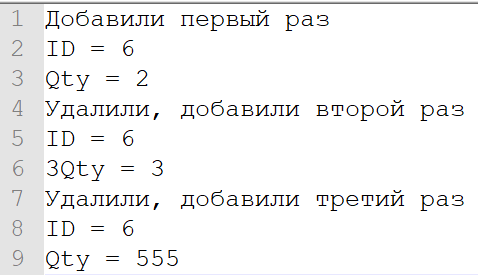 1 Добавили первый раз
2 ID = 6
3 Qty = 2
4 Удалили, добавили второй раз
5 ID = 6
6 3Qty = 3
7 Удалили, добавили третий раз
8 ID = 6
9 Qty = 555